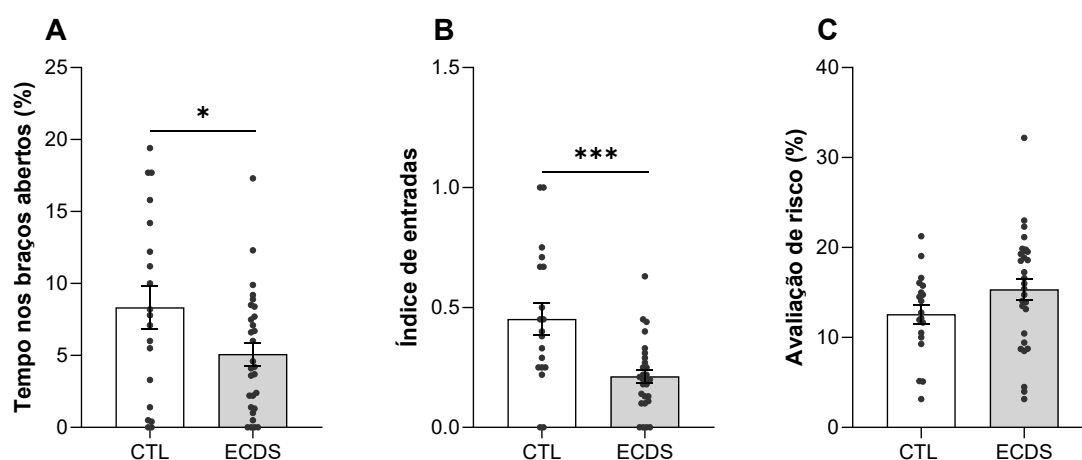 A
Tempo nos braços abertos (%)
25
20
15
10
5
0
*
CTL
ECDS
B
Índice de entradas
1.5
1.0
0.5
0.0
***
CTL
ECDS
C
Avaliação de risco (%)
40
30
20
10
0
CTL
ECDS